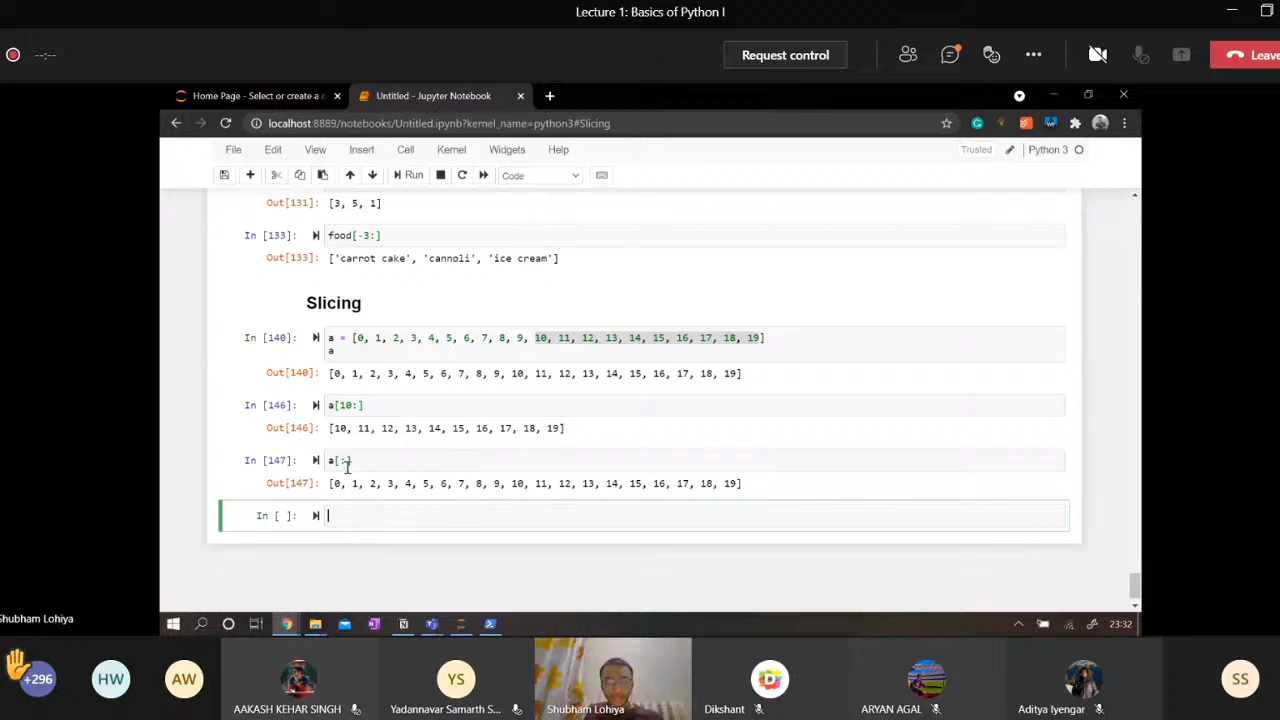 Lecture 1: Basics of Python I
--:--
Request control
Leave
Home Page - Select or create a n
Untitled - Jupyter Notebook
localhost:8889/notebooks/Untitled.ipynb?kernel_name=python3#Slicing
File Edit View Insert Cell Kernel Widgets Help
Trusted
Python 3
Run
Code
Out[131]: [3, 5, 1]
In [133]: food[-3:]
Out[133]: ['carrot cake', 'cannoli', 'ice cream']
Slicing
In [140]: a = [0, 1, 2, 3, 4, 5, 6, 7, 8, 9, 10, 11, 12, 13, 14, 15, 16, 17, 18, 19]
a
Out[140]: [0, 1, 2, 3, 4, 5, 6, 7, 8, 9, 10, 11, 12, 13, 14, 15, 16, 17, 18, 19]
In [146]: a[10:]
Out[146]: [10, 11, 12, 13, 14, 15, 16, 17, 18, 19]
In [147]: a[:]
Out[147]: [0, 1, 2, 3, 4, 5, 6, 7, 8, 9, 10, 11, 12, 13, 14, 15, 16, 17, 18, 19]
In [ ]:
Shubham Lohiya
23:32
+296
HW
AW
AAKASH KEHAR SINGH
YS
Yadannavar Samarth S...
Shubham Lohiya
Dikshant
ARYAN AGAL
Aditya Iyengar
SS